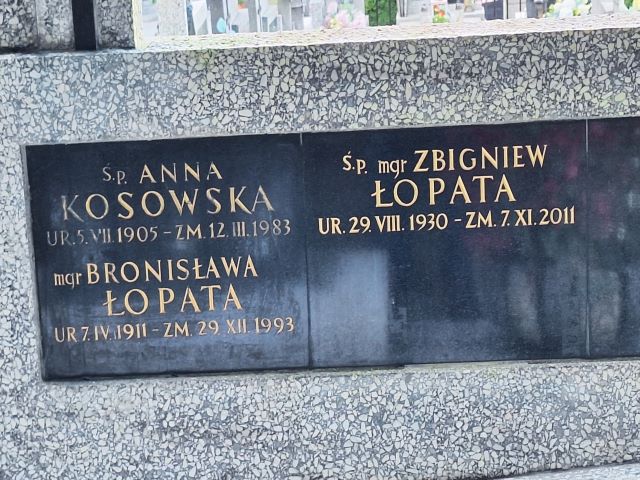 Ś.P. ANNA
KOSOWSKA
UR. 5. VII. 1905 - ZM. 12. III. 1983
mgr BRONISŁAWA
ŁOPATA
UR 7. IV. 1911 - ZM. 29. XII. 1993
Ś.P. mgr ZBIGNIEW
ŁOPATA
UR. 29. VIII. 1930 - ZM. 7. XI. 2011